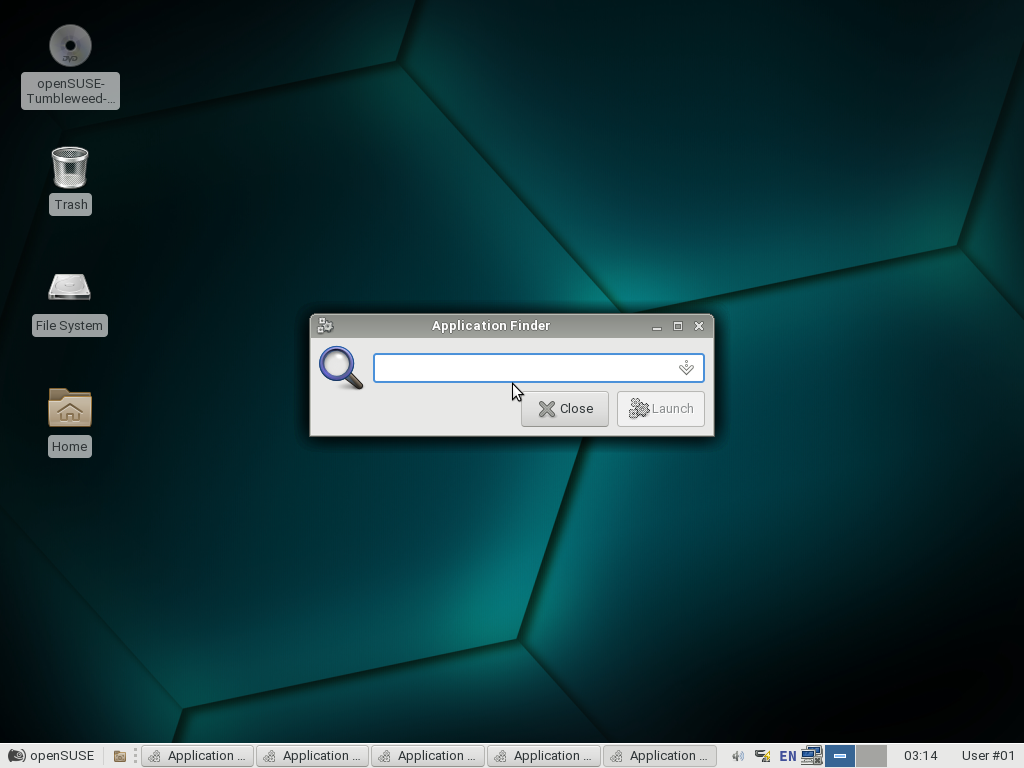 openSUSE-
Tumbleweed-...
Trash
File System
Home
Application Finder
Close
Launch
openSUSE
Application ...
Application ...
Application ...
Application ...
Application ...
EN
03:14
User #01